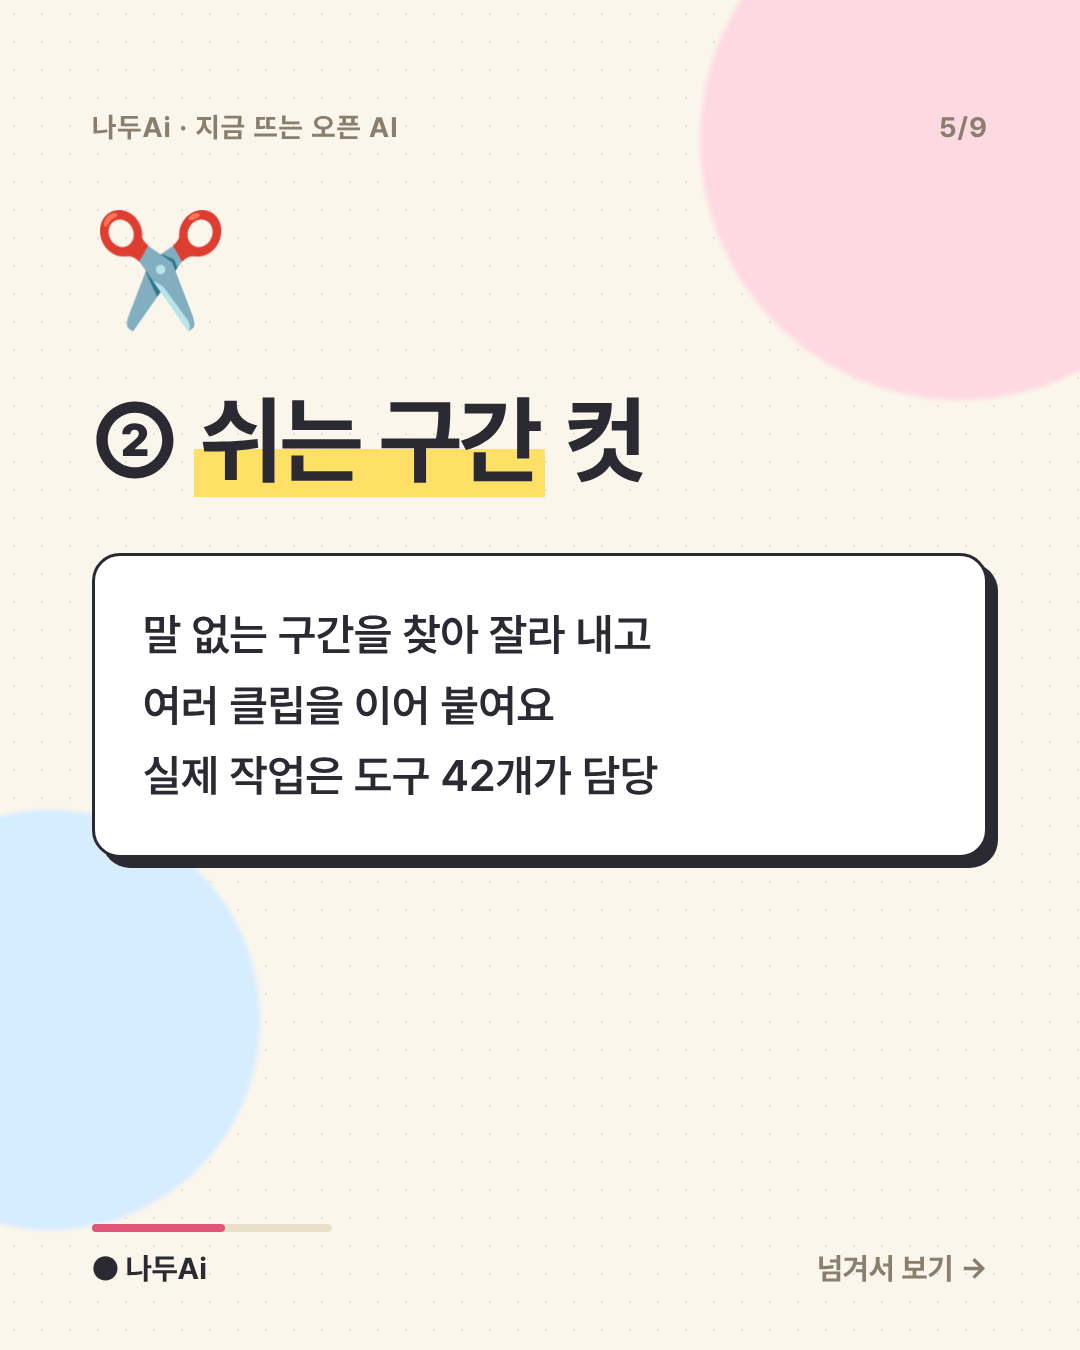 나두Ai · 지금 뜨는 오픈 AI
5/9
② 쉬는 구간 컷
말 없는 구간을 찾아 잘라 내고
여러 클립을 이어 붙여요
실제 작업은 도구 42개가 담당
● 나두Ai
넘겨서 보기 →